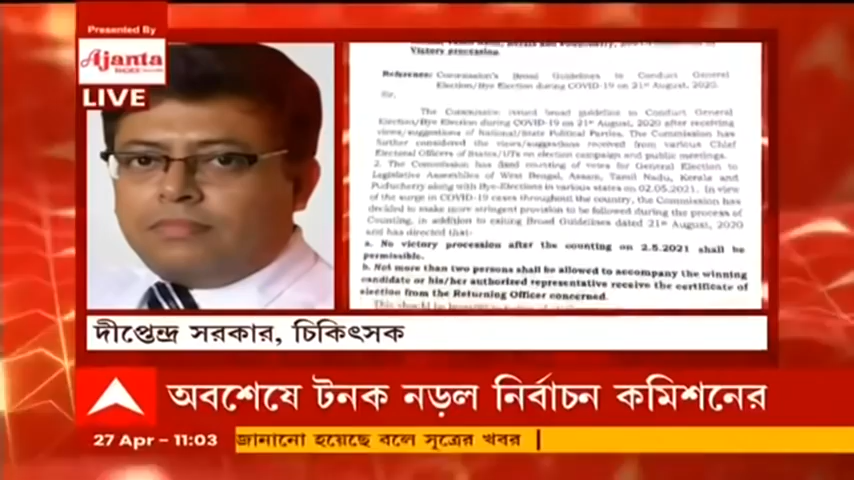 Presented By
Ajanta
SHOES
LIVE
Victory procession.
Reference: Commission's Broad Guidelines to Conduct General
Election/Bye Election during COVID-19 on 21st August, 2020.
Sir,
The Commission issued broad guideline to Conduct General
Election/Bye Election during COVID-19 on 21st August, 2020 after receiving
views/suggestions of National/State Political Parties. The Commission has
further considered the views/suggestions received from various Chief
Electoral Officers of States/UTs on election campaign and public meetings.
2. The Commission has fixed counting of votes for General Election to
Legislative Assemblies of West Bengal, Assam, Tamil Nadu, Kerala and
Puducherry along with Bye-Elections in various states on 02.05.2021. In view
of the surge in COVID-19 cases throughout the country, the Commission has
decided to make more stringent provision to be followed during the process of
Counting, in addition to exiting Broad Guidelines dated 21st August, 2020
and has directed that:
a. No victory procession after the counting on 2.5.2021 shall be
permissible.
b. Not more than two persons shall be allowed to accompany the winning
candidate or his/her authorized representative receive the certificate of
election from the Returning Officer concerned.
দীপ্তেন্দ্র সরকার, চিকিৎসক
অবশেষে টনক নড়ল নির্বাচন কমিশনের
27 Apr - 11:03
জানানো হয়েছে বলে সূত্রের খবর